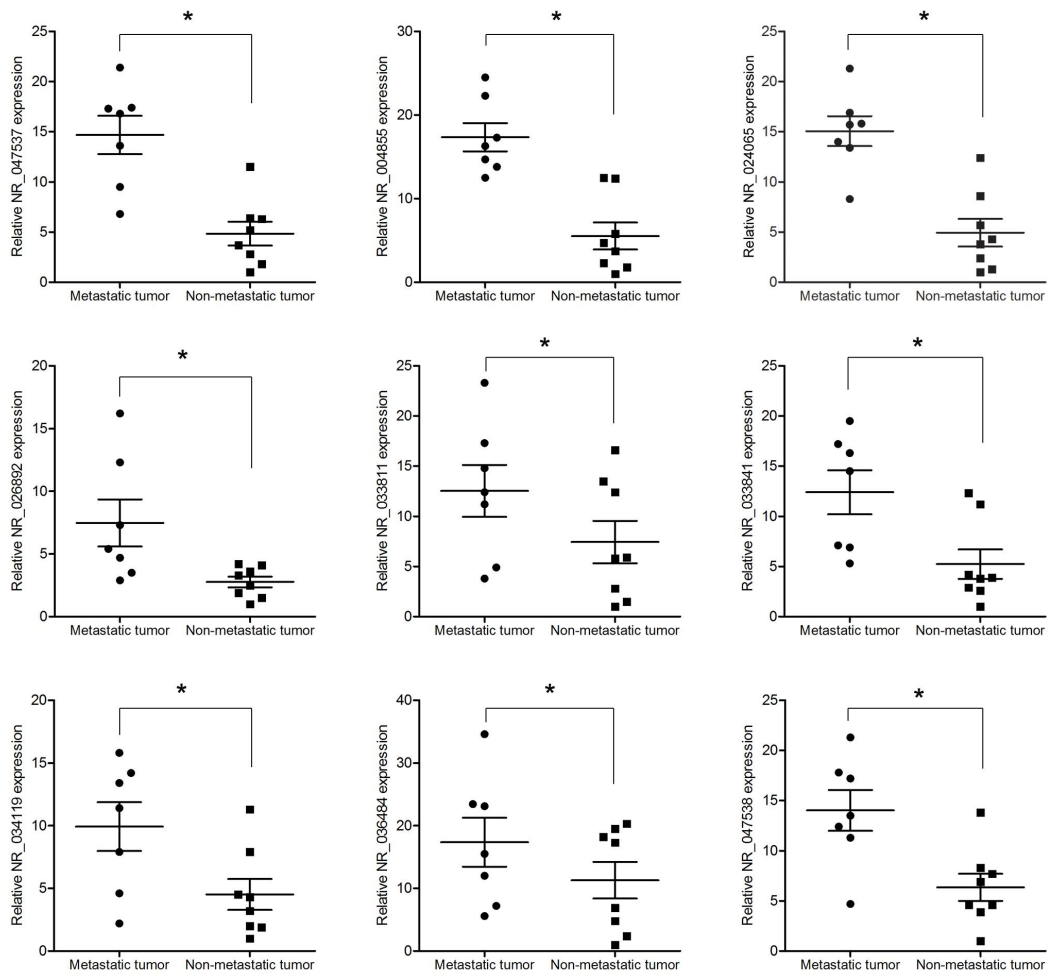 *
*
*
Relative NR_047537 expression
25
20
15
10
5
0
Metastatic tumor
Non-metastatic tumor
Relative NR_004855 expression
30
20
10
0
Metastatic tumor
Non-metastatic tumor
Relative NR_024065 expression
25
20
15
10
5
0
Metastatic tumor
Non-metastatic tumor
*
*
*
Relative NR_026892 expression
20
15
10
5
0
Metastatic tumor
Non-metastatic tumor
Relative NR_033811 expression
25
20
15
10
5
0
Metastatic tumor
Non-metastatic tumor
Relative NR_033841 expression
25
20
15
10
5
0
Metastatic tumor
Non-metastatic tumor
*
*
*
Relative NR_034119 expression
20
15
10
5
0
Metastatic tumor
Non-metastatic tumor
Relative NR_036484 expression
40
30
20
10
0
Metastatic tumor
Non-metastatic tumor
Relative NR_047538 expression
25
20
15
10
5
0
Metastatic tumor
Non-metastatic tumor